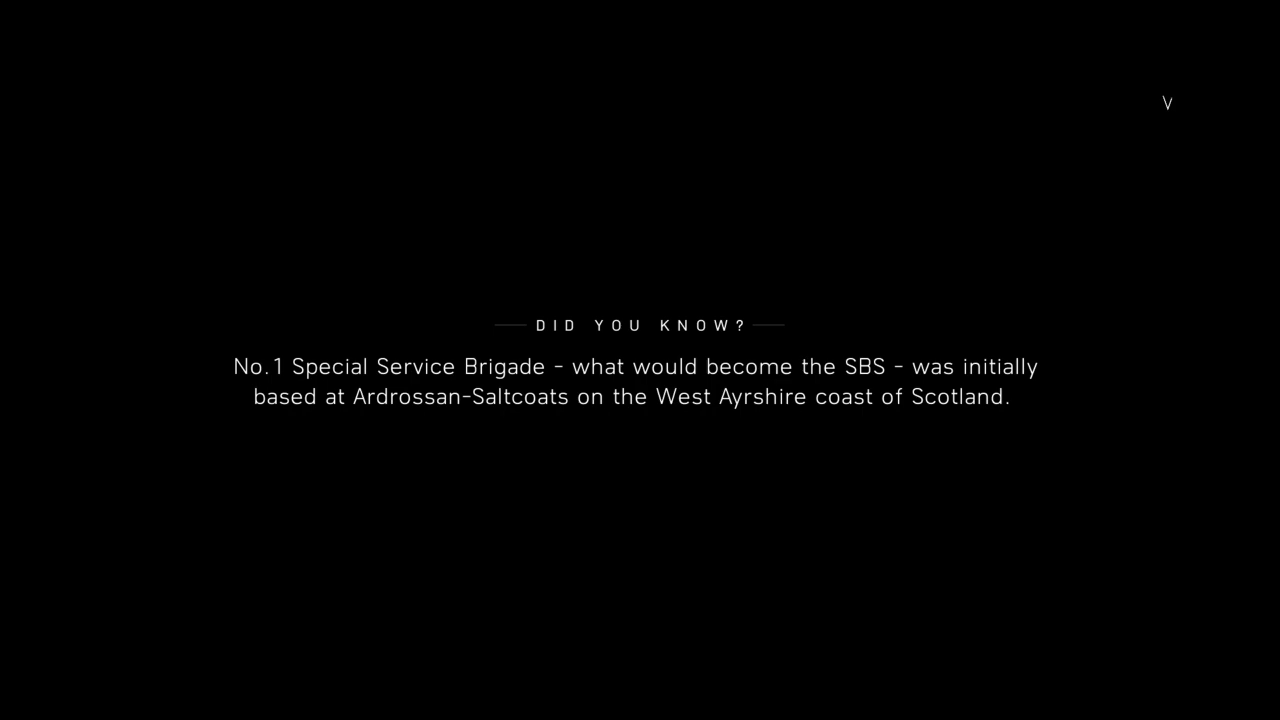 V
DID YOU KNOW?
No.1 Special Service Brigade - what would become the SBS - was initially
based at Ardrossan-Saltcoats on the West Ayrshire coast of Scotland.